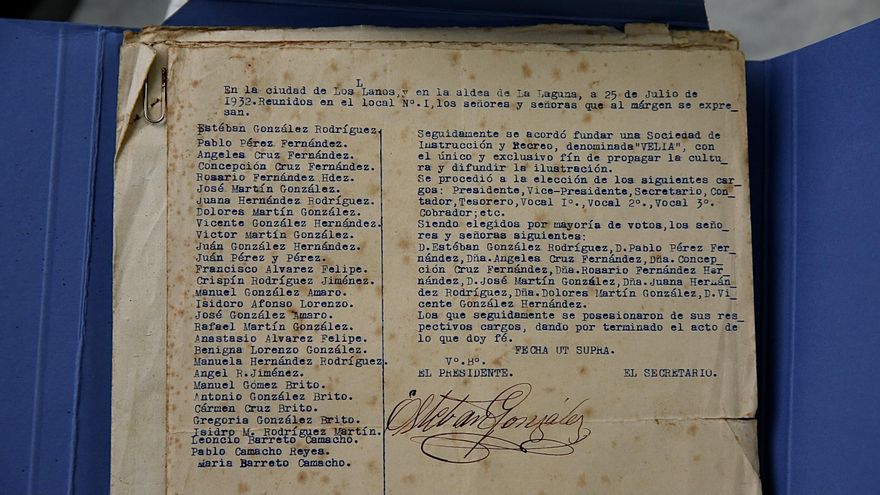 L
En la ciudad de Los Lanos,y en la aldea de La Laguna, a 25 de Julio de
1932.Reunidos en el local Nº.I,los señores y señoras que al márgen se expre_
san.
Estéban González Rodríguez.
Pablo Pérez Fernández.
Angeles Cruz Fernández.
Concepción Cruz Fernández.
Rosario Fernández Hdez.
José Martín González.
Juana Hernández Rodríguez.
Dolores Martín González.
Vicente González Hernández.
Victor Martín González.
Juán González Hernández.
Juán Pérez y Pérez.
Francisco Alvarez Felipe.
Crispín Rodríguez Jiménez.
Manuel González Amaro.
Isidro Afonso Lorenzo.
José González Amaro.
Rafael Martín González.
Anastasio Alvarez Felipe.
Benigna Lorenzo González.
Manuela Hernández Rodríguez.
Angel R.Jiménez.
Manuel Gómez Brito.
Antonio González Brito.
Cármen Cruz Brito.
Gregoria González Brito.
Isidro M. Rodríguez Martín.
Leoncio Barreto Camacho.
Pablo Camacho Reyes.
Maria Barreto Camacho.
Seguidamente se acordó fundar una Sociedad de
Instrucción y Recreo, denominada"VELIA", con
el único y exclusivo fín de propagar la cultu_
ra y difundir la ilustración.
Se procedió a la elección de los siguientes car_
gos: Presidente,Vice-Presidente,Secretario,Con_
tador,Tesorero,Vocal Iº.,Vocal 2º.,Vocal 3º.
Cobrador;etc.
Siendo elegidos por mayoría de votos,los seño_
res y señoras siguientes:
D.Estéban González Rodríguez,D.Pablo Pérez Fer_
nández,Dña.Angeles Cruz Fernández,Dña.Concep_
ción Cruz Fernández,Dña.Rosario Fernández Her_
nández,D.José Martín González,Dña.Juana Hernán_
dez Rodríguez,Dña.Dolores Martín González,D.Vi_
cente González Hernández.
Los que seguidamente se posesionaron de sus res_
pectivos cargos, dando por terminado el acto de
lo que doy fé.
FECHA UT SUPRA.
Vº.Bº.
EL PRESIDENTE. EL SECRETARIO.
Esteban González